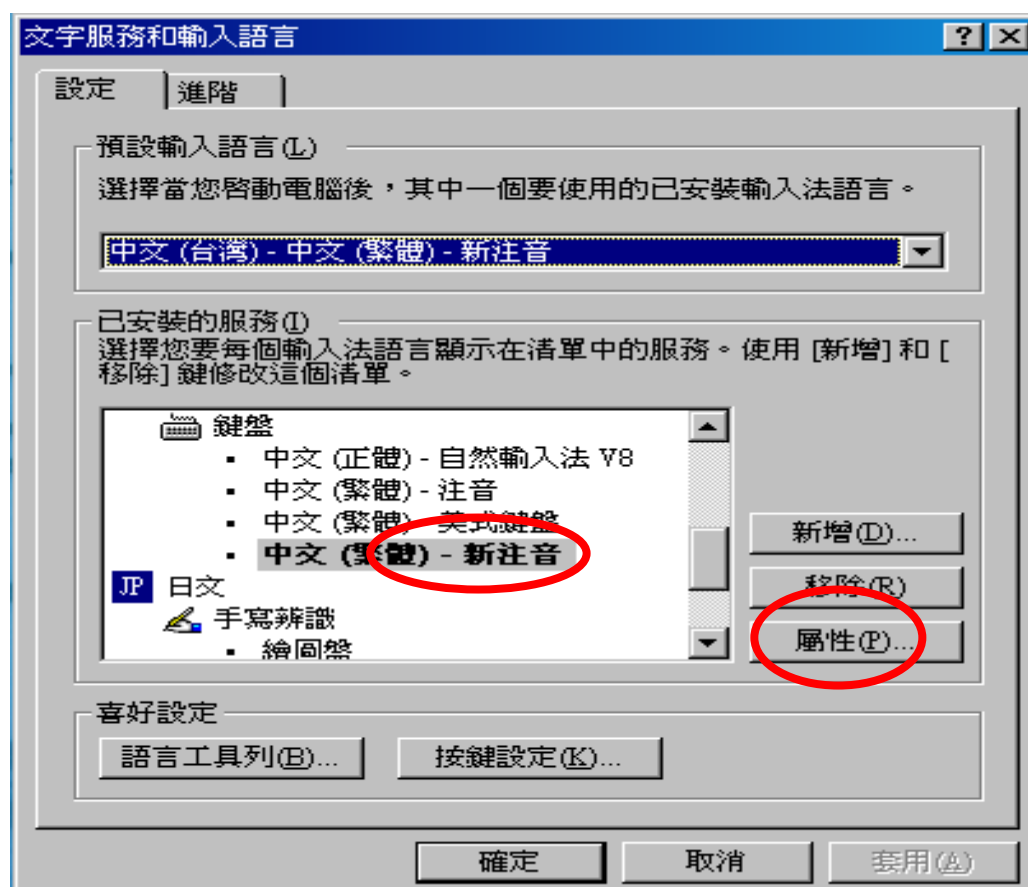 文字服務和輸入語言
設定
進階
預設輸入語言(L)
選擇當您啓動電腦後，其中一個要使用的已安裝輸入法語言。
中文 (台灣) - 中文 (繁體) - 新注音
已安裝的服務(I)
選擇您要每個輸入法語言顯示在清單中的服務。使用 [新增] 和 [
移除] 鍵修改這個清單。
鍵盤
中文 (正體) - 自然輸入法 V8
中文 (繁體) - 注音
中文 (繁體) - 美式鍵盤
中文 (繁體) - 新注音
JP 日文
手寫辨識
繪圖盤
新增(D)...
移除(R)
屬性(P)...
喜好設定
語言工具列(B)...
按鍵設定(K)...
確定
取消
套用(A)